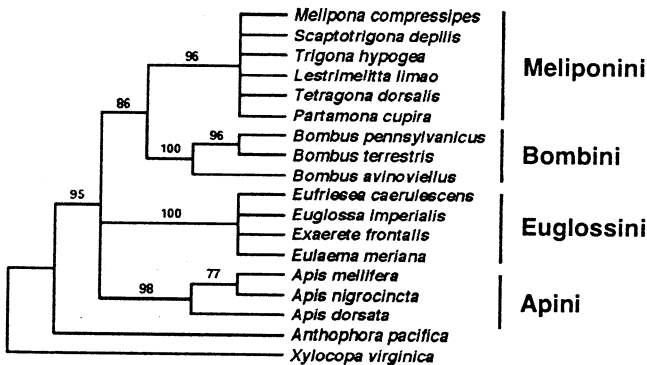 Melipona compressipes
Scaptotrigona depilis
96
Trigona hypogea
Lestrimelitta limao
Meliponini
Tetragona dorsalis
86
Partamona cupira
96
Bombus pennsylvanicus
100
Bombus terrestris
Bombini
Bombus avinoviellus
95
Eufriesea caerulescens
100
Euglossa imperialis
Euglossini
Exaerete frontalis
Eulaema meriana
77
Apis mellifera
98
Apis nigrocincta
Apini
Apis dorsata
Anthophora pacifica
Xylocopa virginica